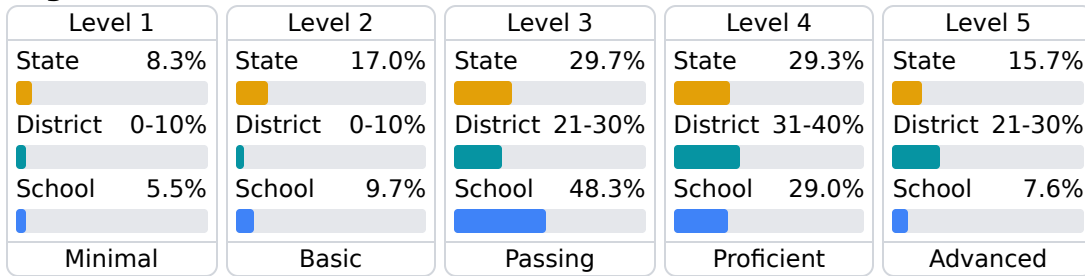 Level 1
State 8.3%
District 0-10%
School 5.5%
Minimal
Level 2
State 17.0%
District 0-10%
School 9.7%
Basic
Level 3
State 29.7%
District 21-30%
School 48.3%
Passing
Level 4
State 29.3%
District 31-40%
School 29.0%
Proficient
Level 5
State 15.7%
District 21-30%
School 7.6%
Advanced